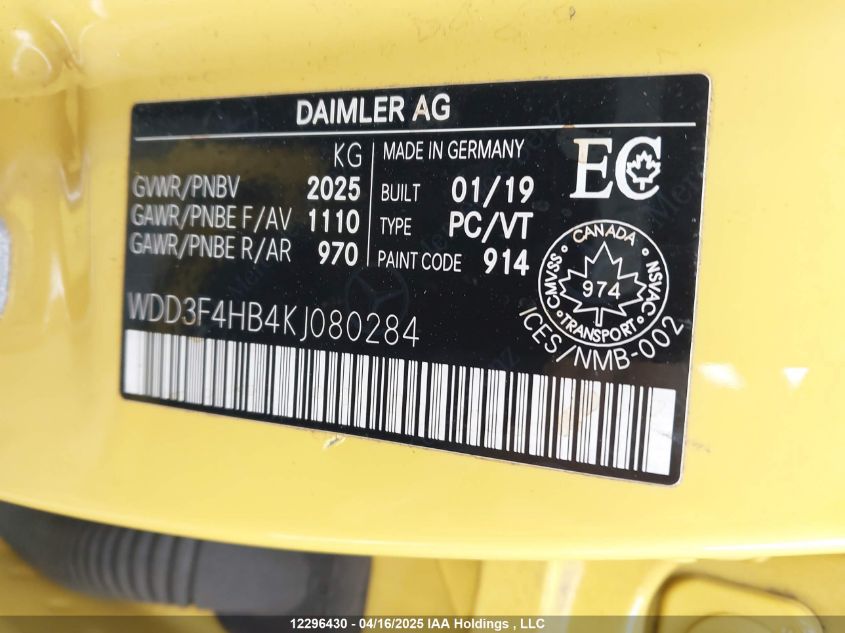 DAIMLER AG
KG
GVWR/PNBV 2025
GAWR/PNBE F/AV 1110
GAWR/PNBE R/AR 970
MADE IN GERMANY
BUILT 01/19
TYPE PC/VT
PAINT CODE 914
EC
CANADA
CMVSS 974 NSVAC
TRANSPORT
ICES/NMB-002
WDD3F4HB4KJ080284
12296430 - 04/16/2025 IAA Holdings , LLC